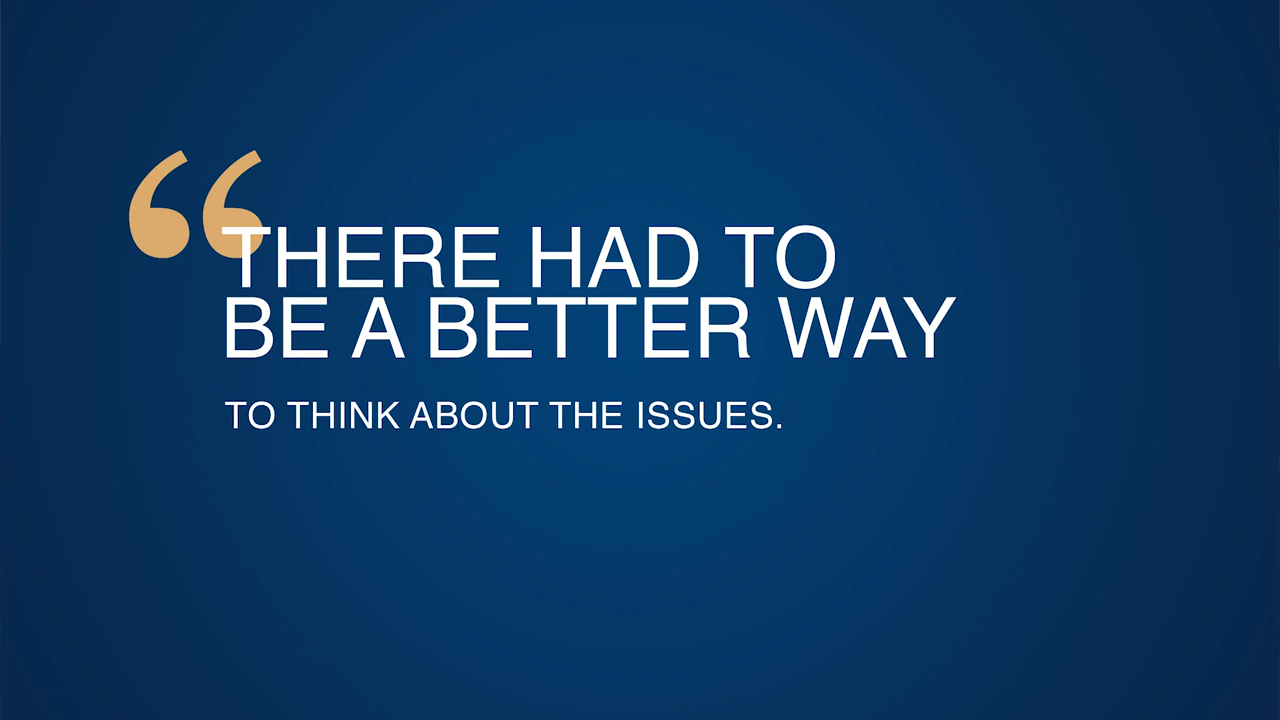 “THERE HAD TO
BE A BETTER WAY
TO THINK ABOUT THE ISSUES.